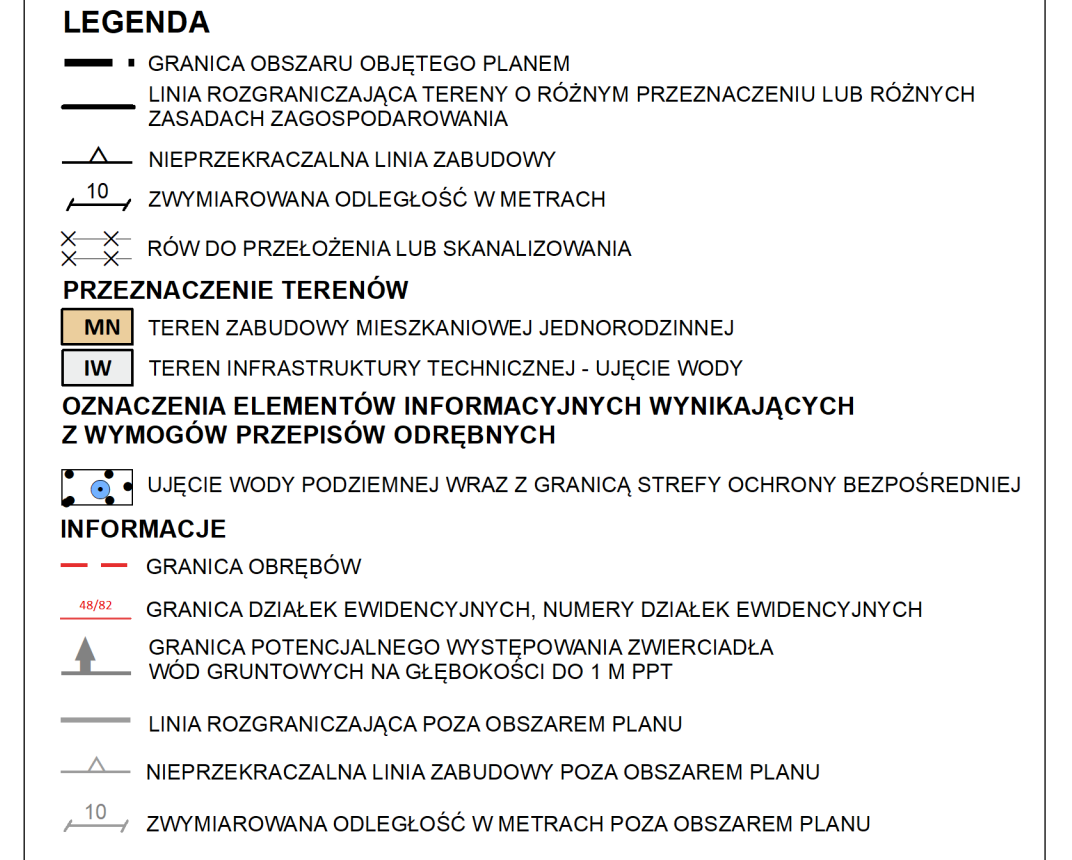 LEGENDA
GRANICA OBSZARU OBJĘTEGO PLANEM
LINIA ROZGRANICZAJĄCA TERENY O RÓŻNYM PRZEZNACZENIU LUB RÓŻNYCH
ZASADACH ZAGOSPODAROWANIA
NIEPRZEKRACZALNA LINIA ZABUDOWY
10 ZWYMIAROWANA ODLEGŁOŚĆ W METRACH
RÓW DO PRZEŁOŻENIA LUB SKANALIZOWANIA
PRZEZNACZENIE TERENÓW
MN TEREN ZABUDOWY MIESZKANIOWEJ JEDNORODZINNEJ
IW TEREN INFRASTRUKTURY TECHNICZNEJ - UJĘCIE WODY
OZNACZENIA ELEMENTÓW INFORMACYJNYCH WYNIKAJĄCYCH
Z WYMOGÓW PRZEPISÓW ODRĘBNYCH
UJĘCIE WODY PODZIEMNEJ WRAZ Z GRANICĄ STREFY OCHRONY BEZPOŚREDNIEJ
INFORMACJE
GRANICA OBRĘBÓW
48/82 GRANICA DZIAŁEK EWIDENCYJNYCH, NUMERY DZIAŁEK EWIDENCYJNYCH
GRANICA POTENCJALNEGO WYSTĘPOWANIA ZWIERCIADŁA
WÓD GRUNTOWYCH NA GŁĘBOKOŚCI DO 1 M PPT
LINIA ROZGRANICZAJĄCA POZA OBSZAREM PLANU
NIEPRZEKRACZALNA LINIA ZABUDOWY POZA OBSZAREM PLANU
10 ZWYMIAROWANA ODLEGŁOŚĆ W METRACH POZA OBSZAREM PLANU